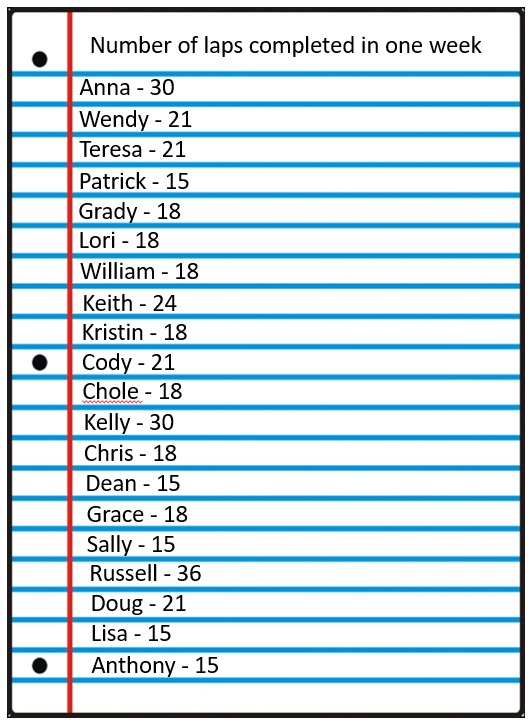 Number of laps completed in one week
Anna - 30
Wendy - 21
Teresa - 21
Patrick - 15
Grady - 18
Lori - 18
William - 18
Keith - 24
Kristin - 18
Cody - 21
Chole - 18
Kelly - 30
Chris - 18
Dean - 15
Grace - 18
Sally - 15
Russell - 36
Doug - 21
Lisa - 15
Anthony - 15